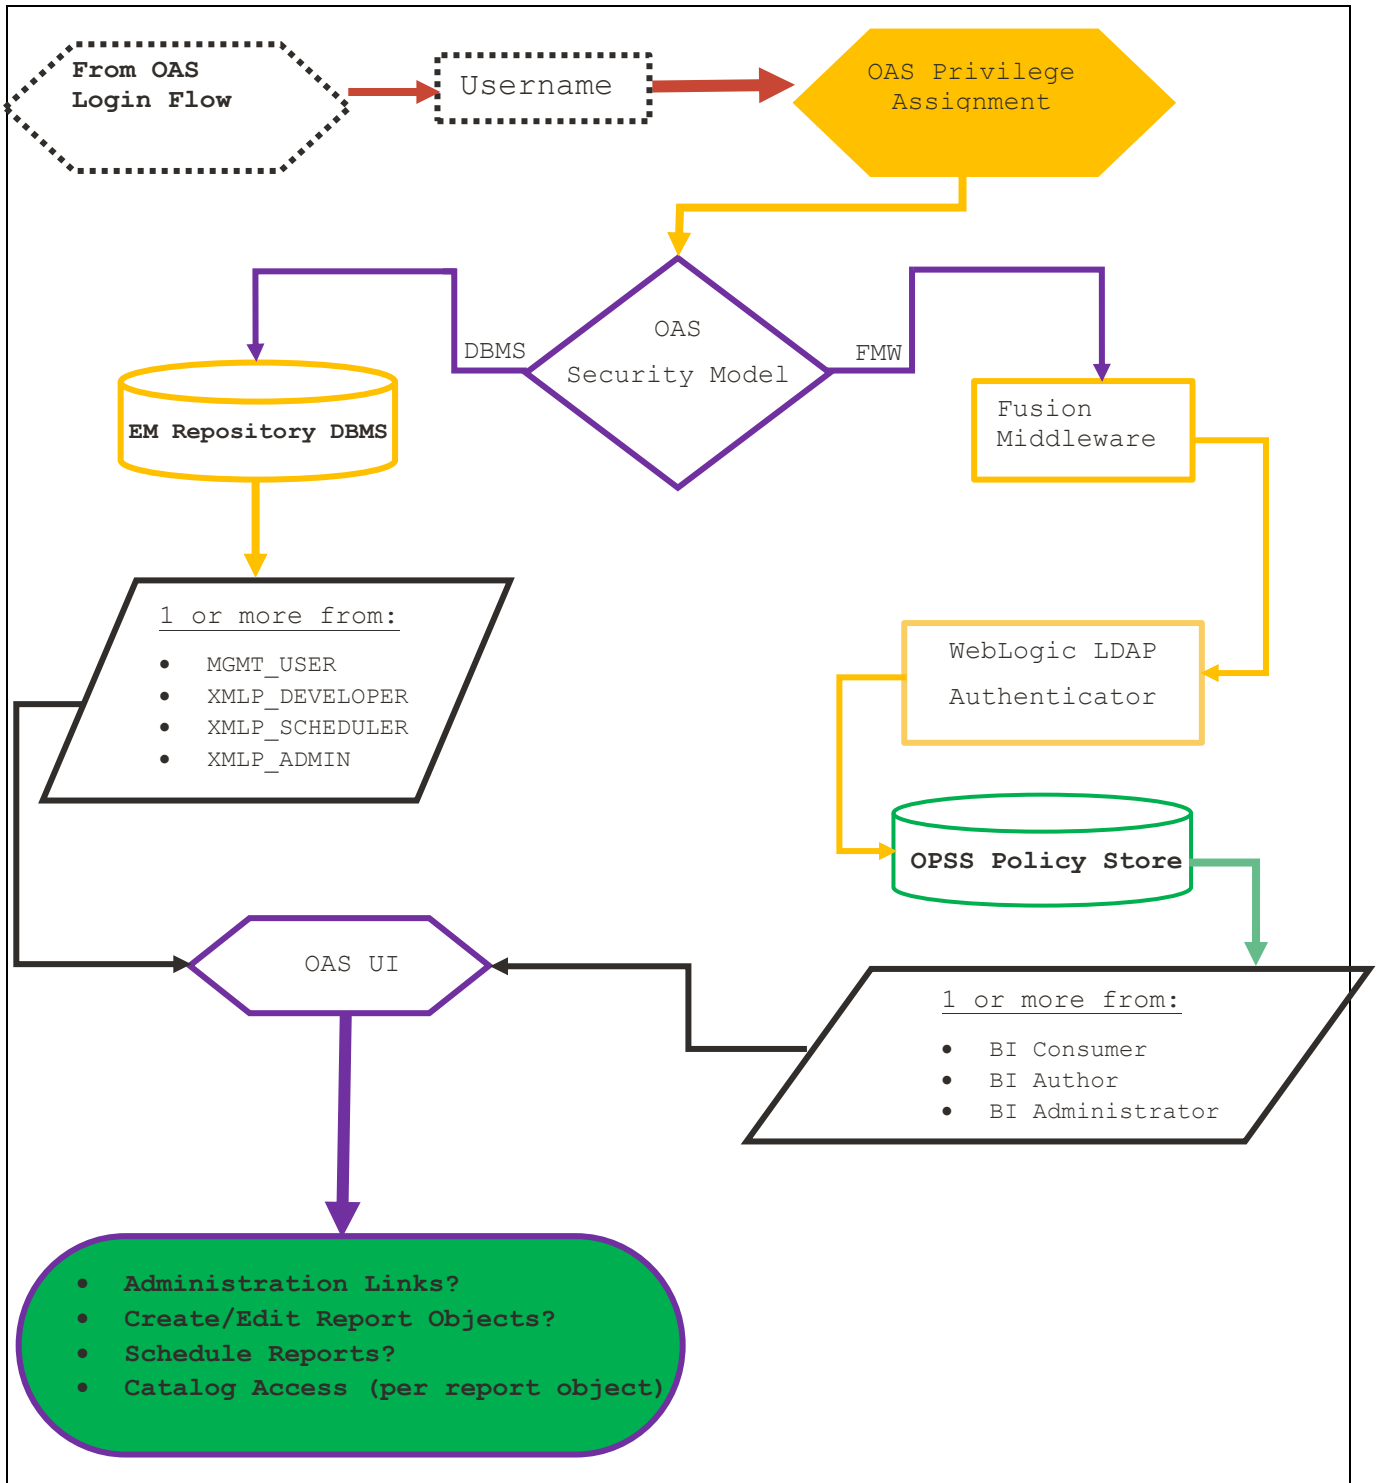 From OAS
Login Flow
Username
OAS Privilege
Assignment
OAS
Security Model
DBMS
FMW
EM Repository DBMS
Fusion
Middleware
1 or more from:
• MGMT_USER
• XMLP_DEVELOPER
• XMLP_SCHEDULER
• XMLP_ADMIN
WebLogic LDAP
Authenticator
OPSS Policy Store
OAS UI
1 or more from:
• BI Consumer
• BI Author
• BI Administrator
• Administration Links?
• Create/Edit Report Objects?
• Schedule Reports?
• Catalog Access (per report object)